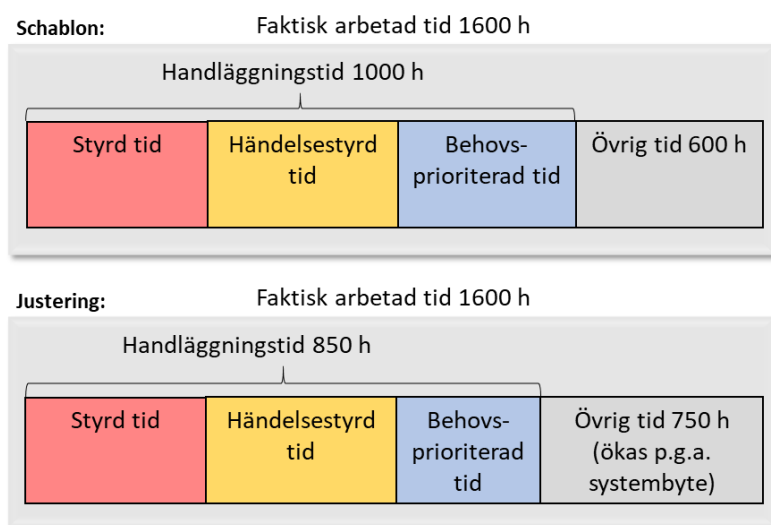 Schablon:
Faktisk arbetad tid 1600 h
Handläggningstid 1000 h
Styrd tid
Händelsestyrd
tid
Behovs-
prioriterad tid
Övrig tid 600 h
Justering:
Faktisk arbetad tid 1600 h
Handläggningstid 850 h
Styrd tid
Händelsestyrd
tid
Behovs-
prioriterad
tid
Övrig tid 750 h
(ökas p.g.a.
systembyte)